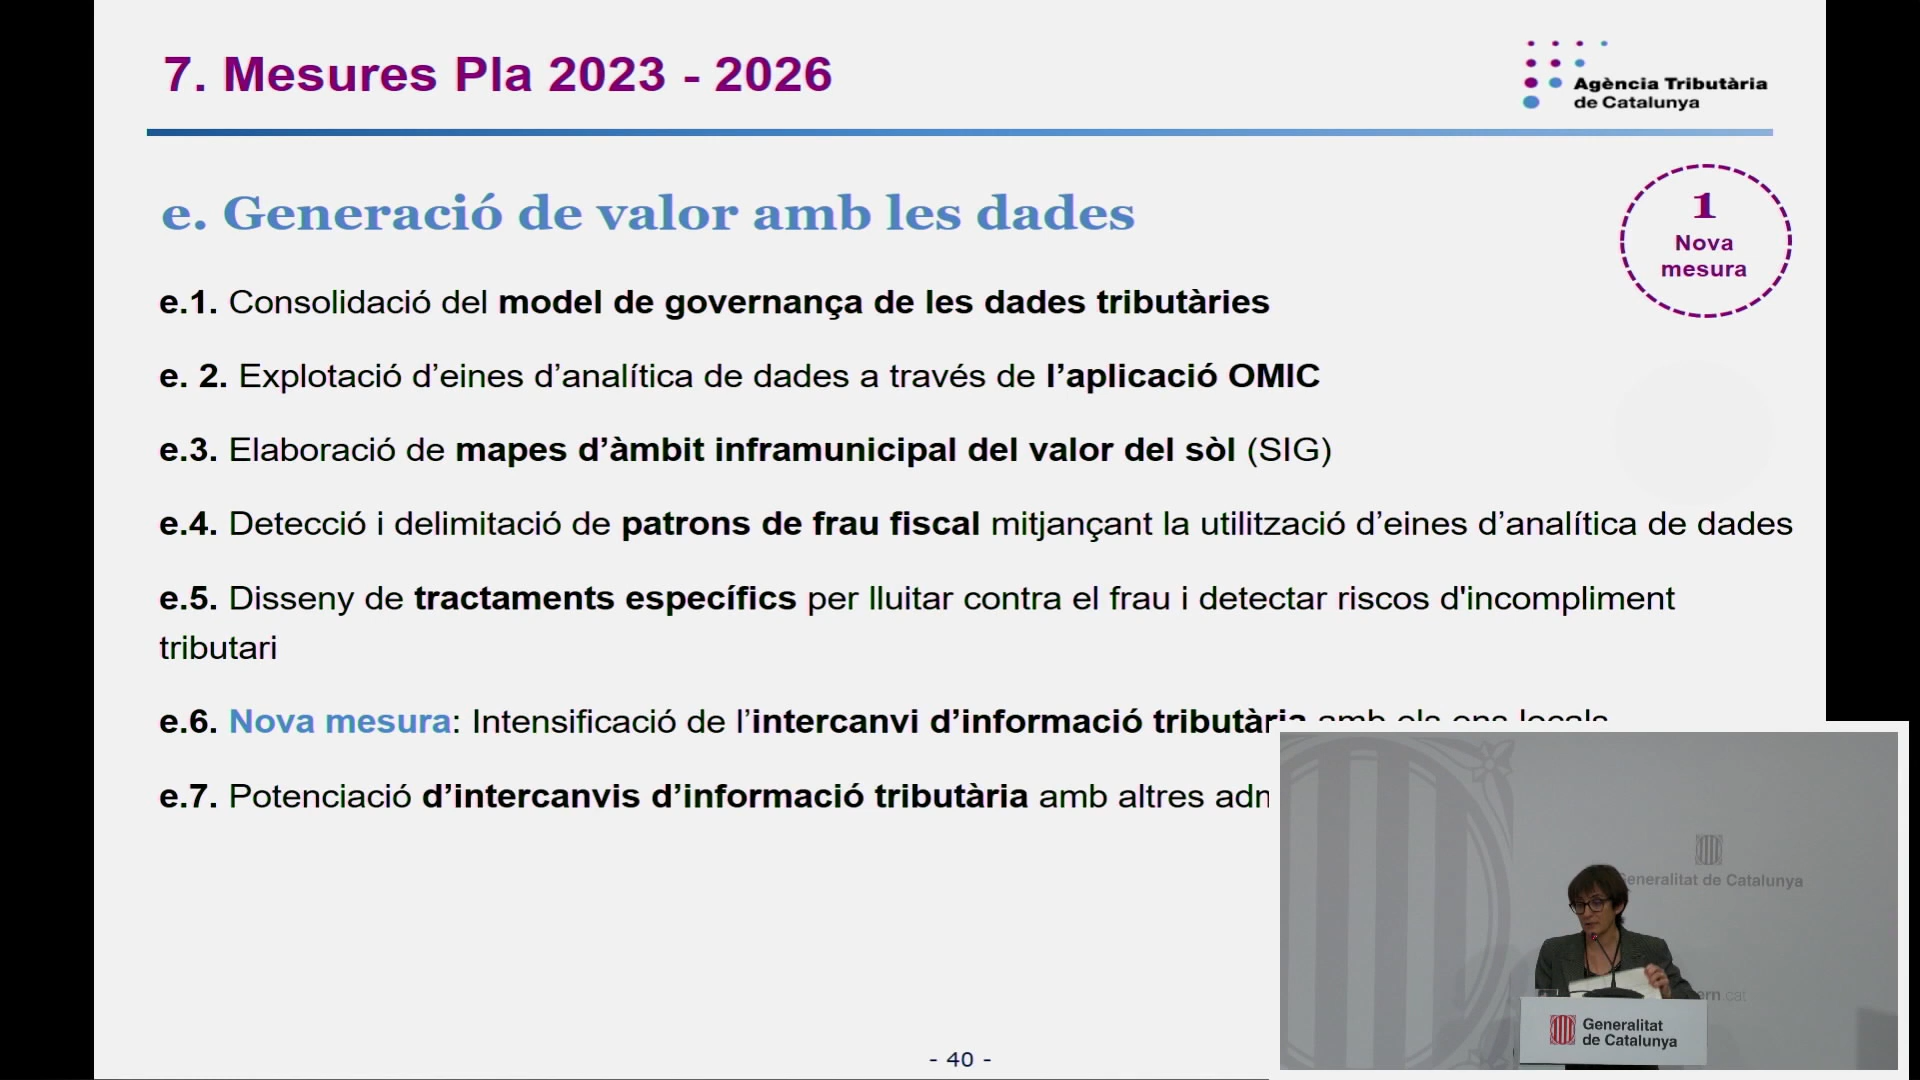 7. Mesures Pla 2023 - 2026
Agència Tributària
de Catalunya
e. Generació de valor amb les dades
1
Nova
mesura
e.1. Consolidació del model de governança de les dades tributàries
e. 2. Explotació d’eines d’analítica de dades a través de l’aplicació OMIC
e.3. Elaboració de mapes d’àmbit inframunicipal del valor del sòl (SIG)
e.4. Detecció i delimitació de patrons de frau fiscal mitjançant la utilització d’eines d’analítica de dades
e.5. Disseny de tractaments específics per lluitar contra el frau i detectar riscos d'incompliment
tributari
e.6. Nova mesura: Intensificació de l’intercanvi d’informació tributària amb els ens locals
e.7. Potenciació d’intercanvis d’informació tributària amb altres
Generalitat de Catalunya
cat
Generalitat
de Catalunya
- 40 -